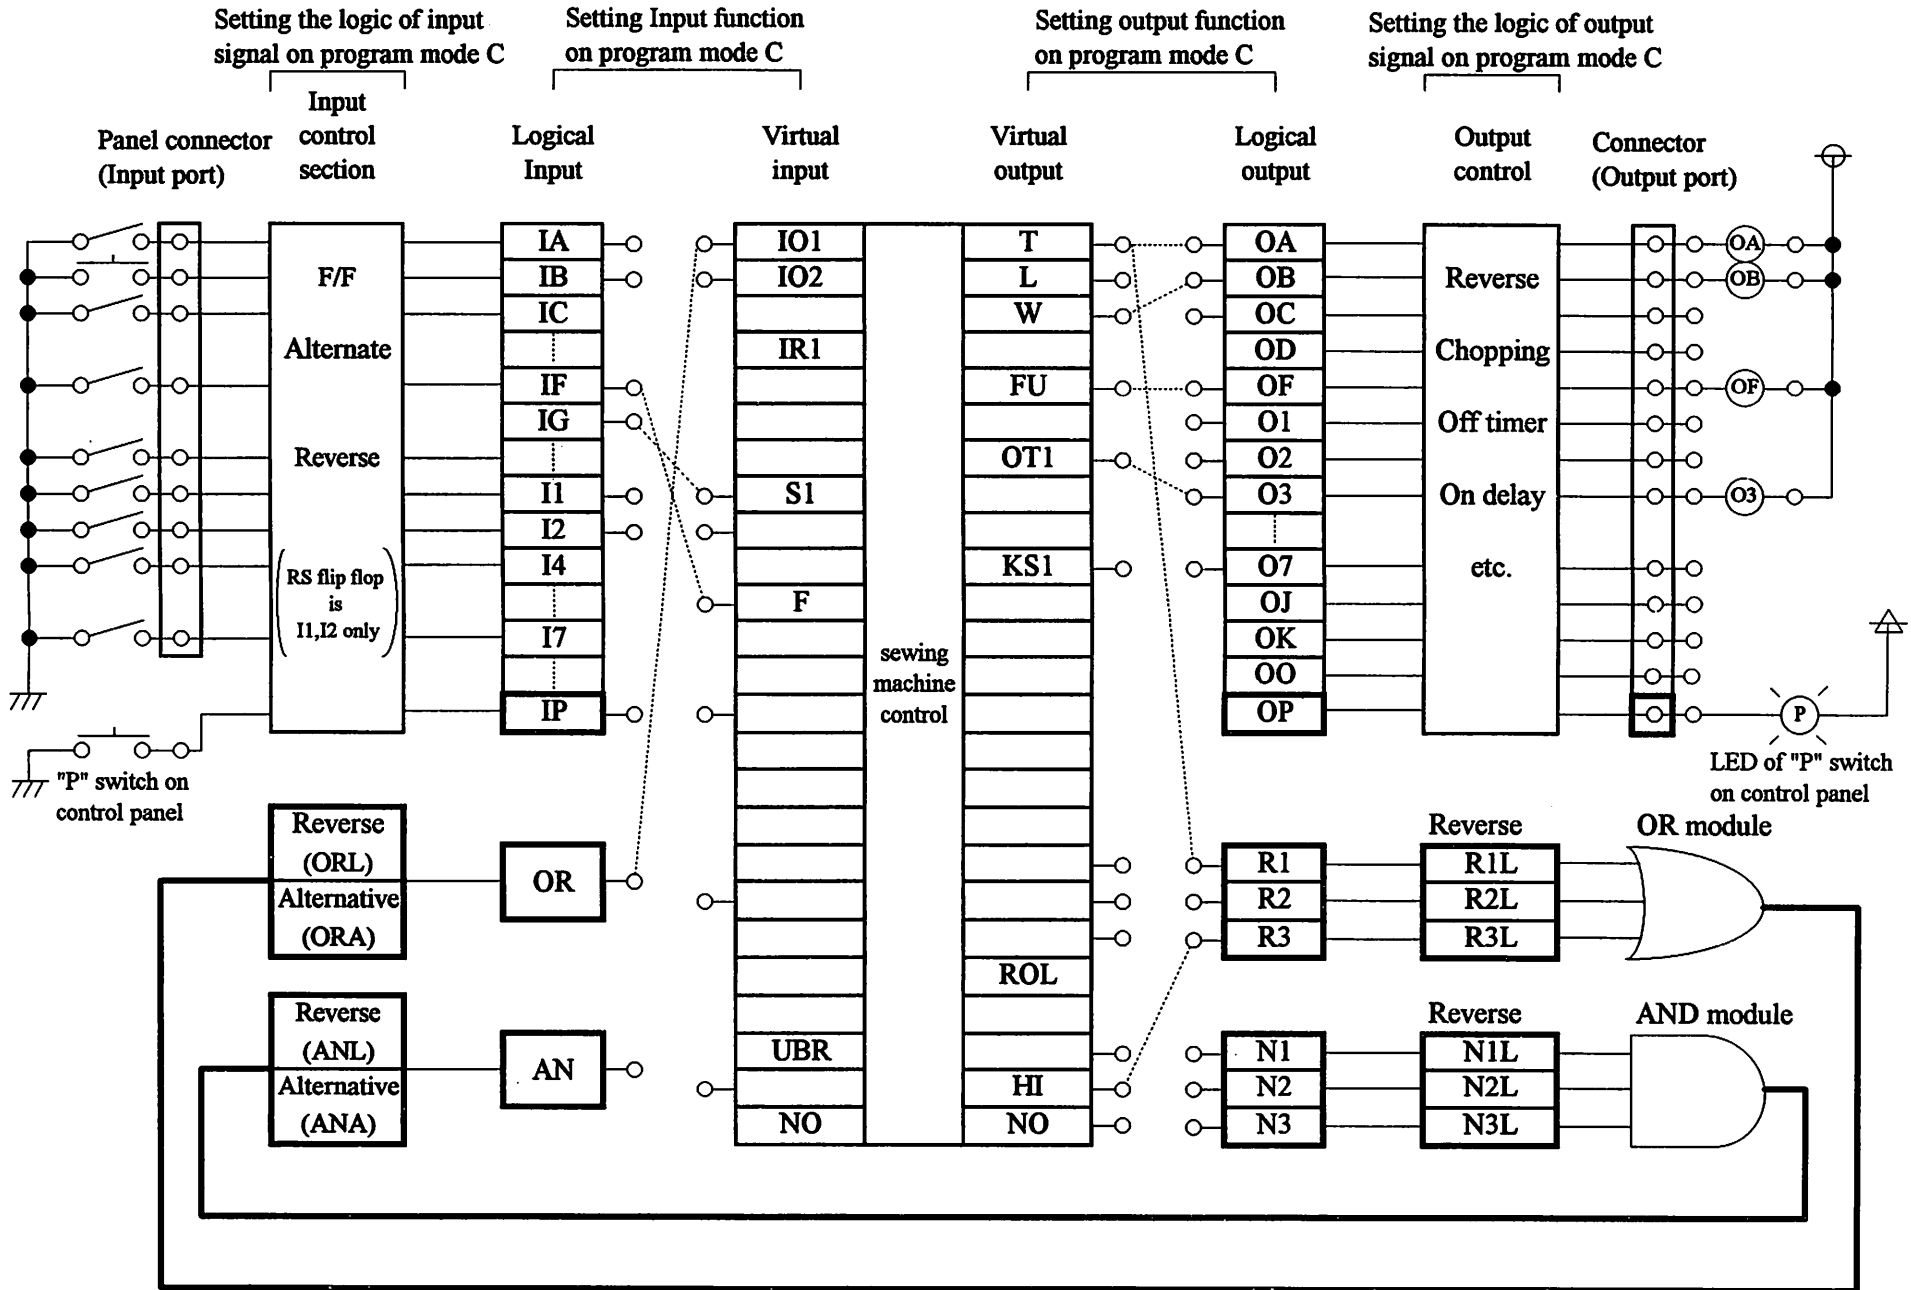 Setting the logic of input
signal on program mode C
Setting Input function
on program mode C
Setting output function
on program mode C
Setting the logic of output
signal on program mode C
Panel connector
(Input port)
Input
control
section
Logical
Input
Virtual
input
Virtual
output
Logical
output
Output
control
Connector
(Output port)
F/F
Alternate
Reverse
RS flip flop
is
I1,I2 only
IA
IB
IC
IF
IG
I1
I2
I4
I7
IP
IO1
IO2
IR1
S1
F
UBR
NO
sewing
machine
control
T
L
W
FU
OT1
KS1
ROL
HI
NO
OA
OB
OC
OD
OF
O1
O2
O3
O7
OJ
OK
OO
OP
Reverse
Chopping
Off timer
On delay
etc.
OA
OB
OF
O3
P
LED of "P" switch
on control panel
"P" switch on
control panel
Reverse
(ORL)
Alternative
(ORA)
OR
R1
R2
R3
Reverse
R1L
R2L
R3L
OR module
Reverse
(ANL)
Alternative
(ANA)
AN
N1
N2
N3
Reverse
N1L
N2L
N3L
AND module